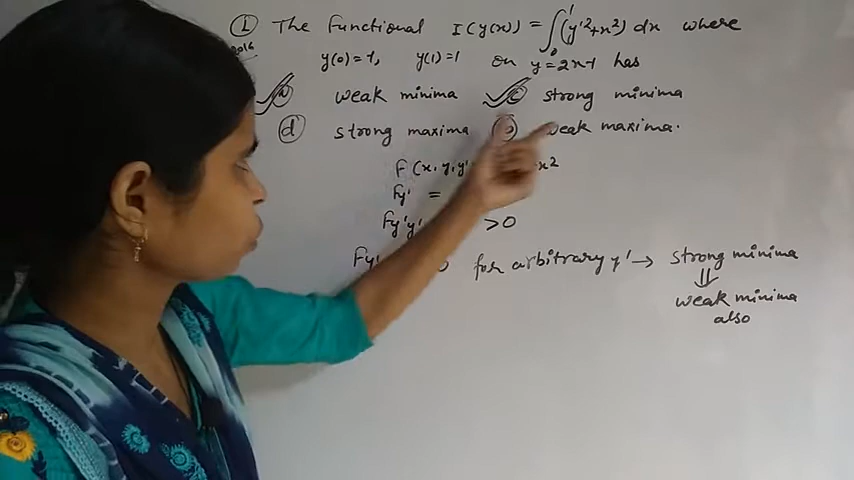 ① The Functional I(y(x)) = ∫₀¹ (y'²+x²) dx where
2016 y(0)=1, y(1)=1 on y=2x-1 has
ⓐ weak minima ⓒ strong minima
ⓓ strong maxima ⓑ weak maxima.
F(x,y,y' x²
Fy' =
Fy'y' >0
Fy' for arbitrary y' → strong minima
⇓
weak minima
also